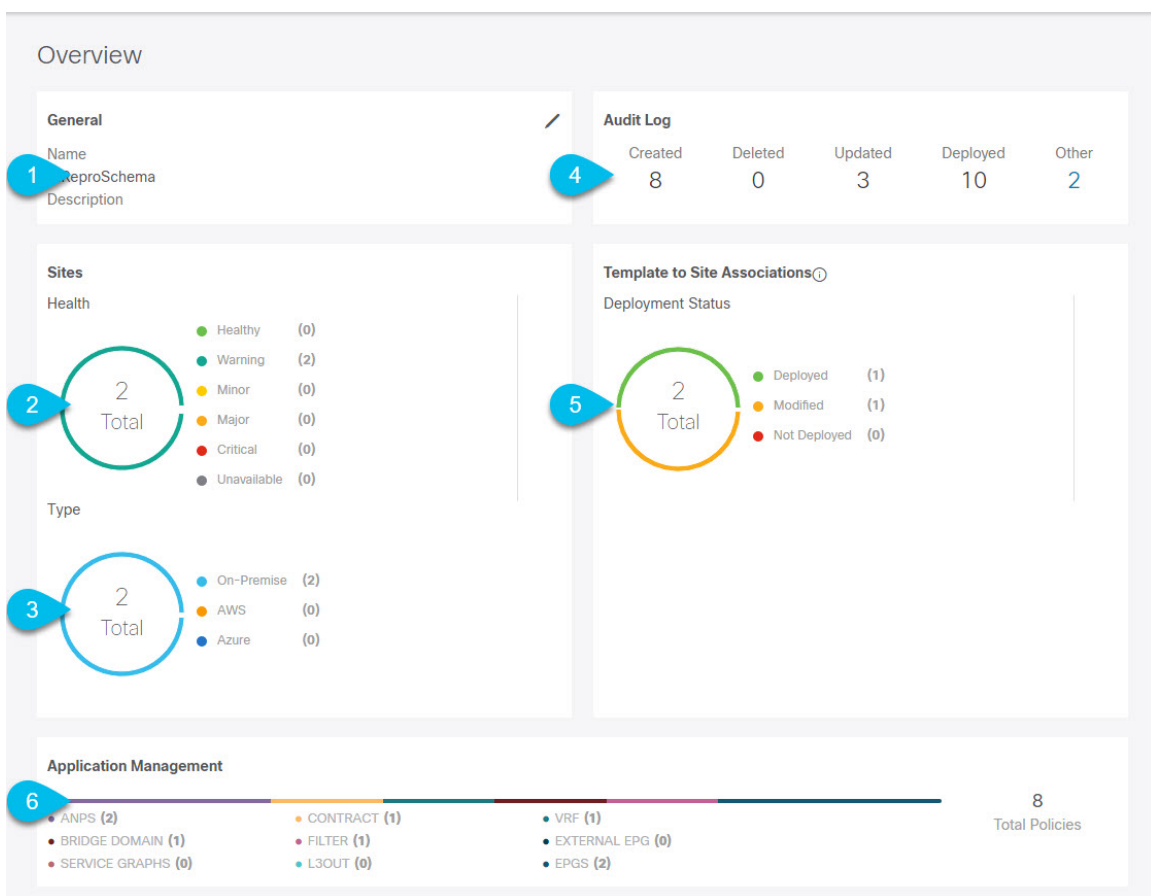 Overview
General
Name
1
ReproSchema
Description
Audit Log
Created Deleted Updated Deployed Other
4
8 0 3 10 2
Sites
Health
2
2
Total
Healthy (0)
Warning (2)
Minor (0)
Major (0)
Critical (0)
Unavailable (0)
Type
3
2
Total
On-Premise (2)
AWS (0)
Azure (0)
Template to Site Associations
Deployment Status
5
2
Total
Deployed (1)
Modified (1)
Not Deployed (0)
Application Management
6
ANPS (2) CONTRACT (1) VRF (1)
BRIDGE DOMAIN (1) FILTER (1) EXTERNAL EPG (0)
SERVICE GRAPHS (0) L3OUT (0) EPGS (2)
8
Total Policies